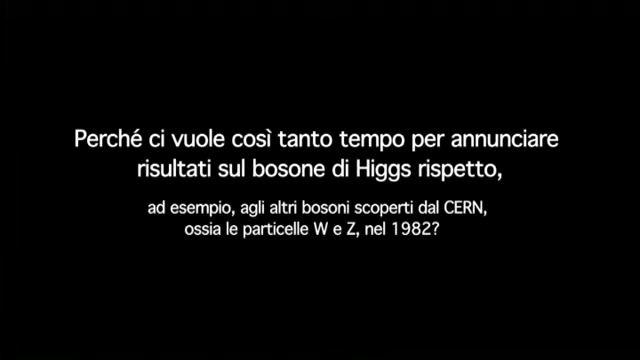 Perché ci vuole così tanto tempo per annunciare
risultati sul bosone di Higgs rispetto,
ad esempio, agli altri bosoni scoperti dal CERN,
ossia le particelle W e Z, nel 1982?